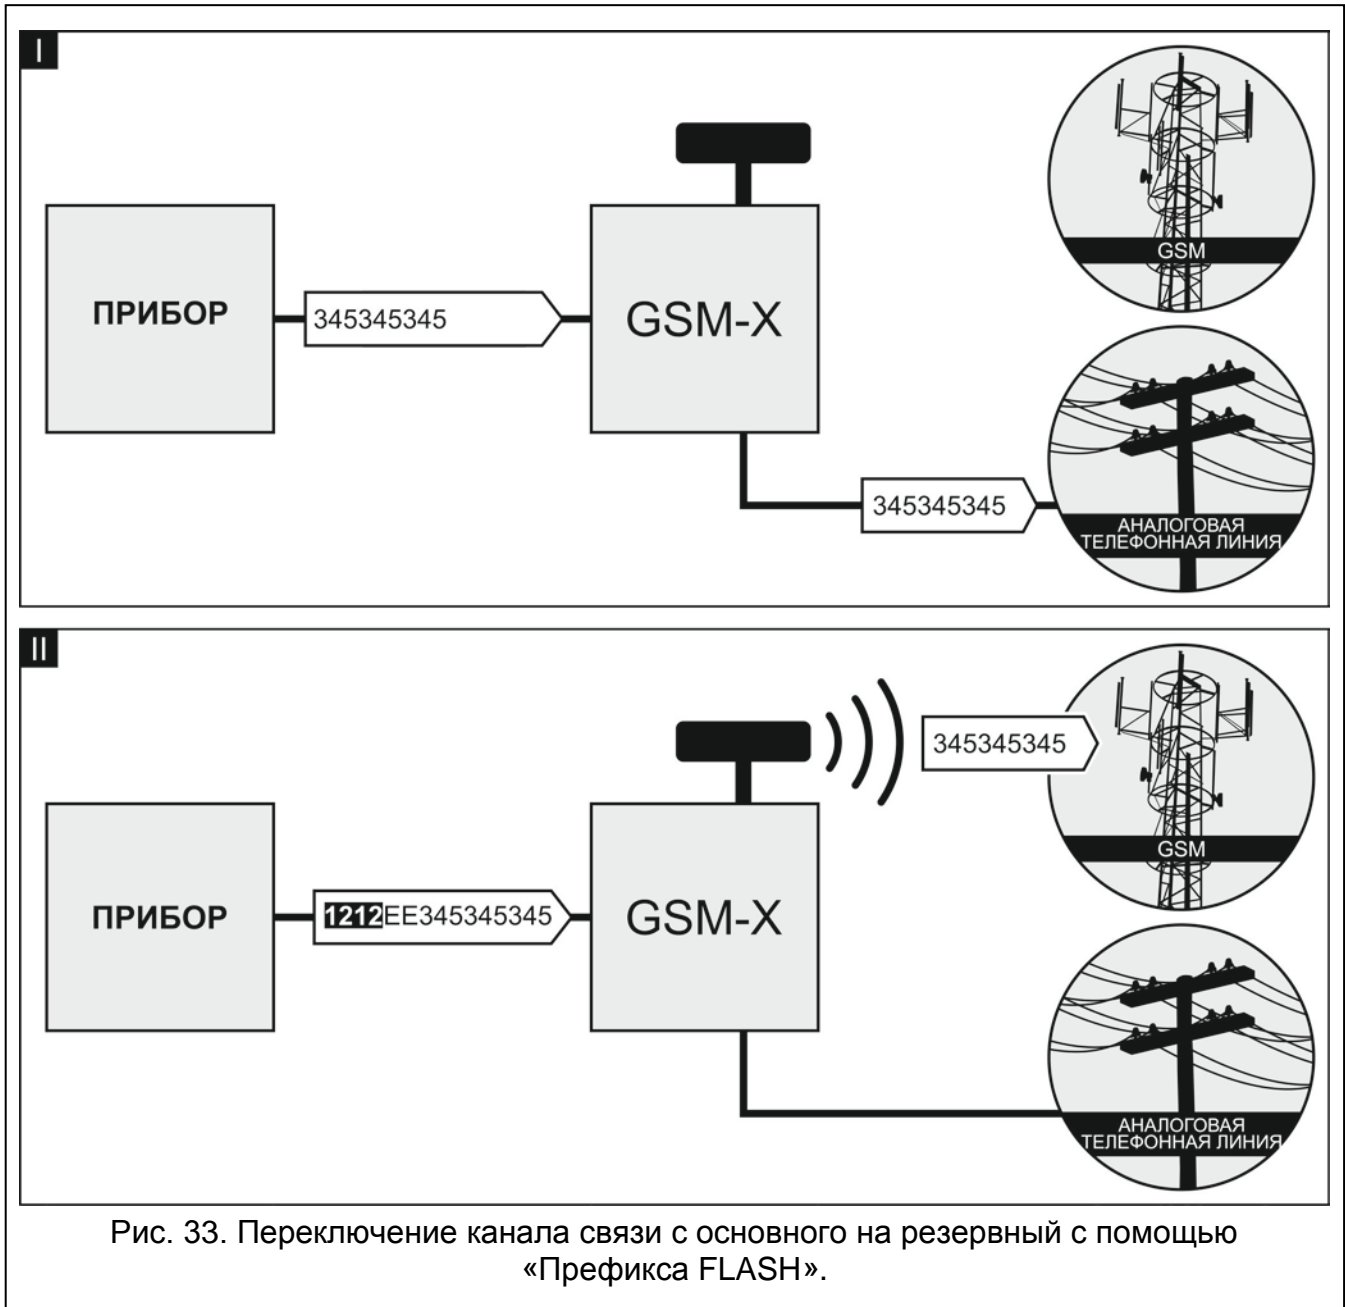 I
ПРИБОР
345345345
GSM-X
GSM
345345345
АНАЛОГОВАЯ
ТЕЛЕФОННАЯ ЛИНИЯ
II
ПРИБОР
1212EE345345345
GSM-X
345345345
GSM
АНАЛОГОВАЯ
ТЕЛЕФОННАЯ ЛИНИЯ
Рис. 33. Переключение канала связи с основного на резервный с помощью
«Префикса FLASH».